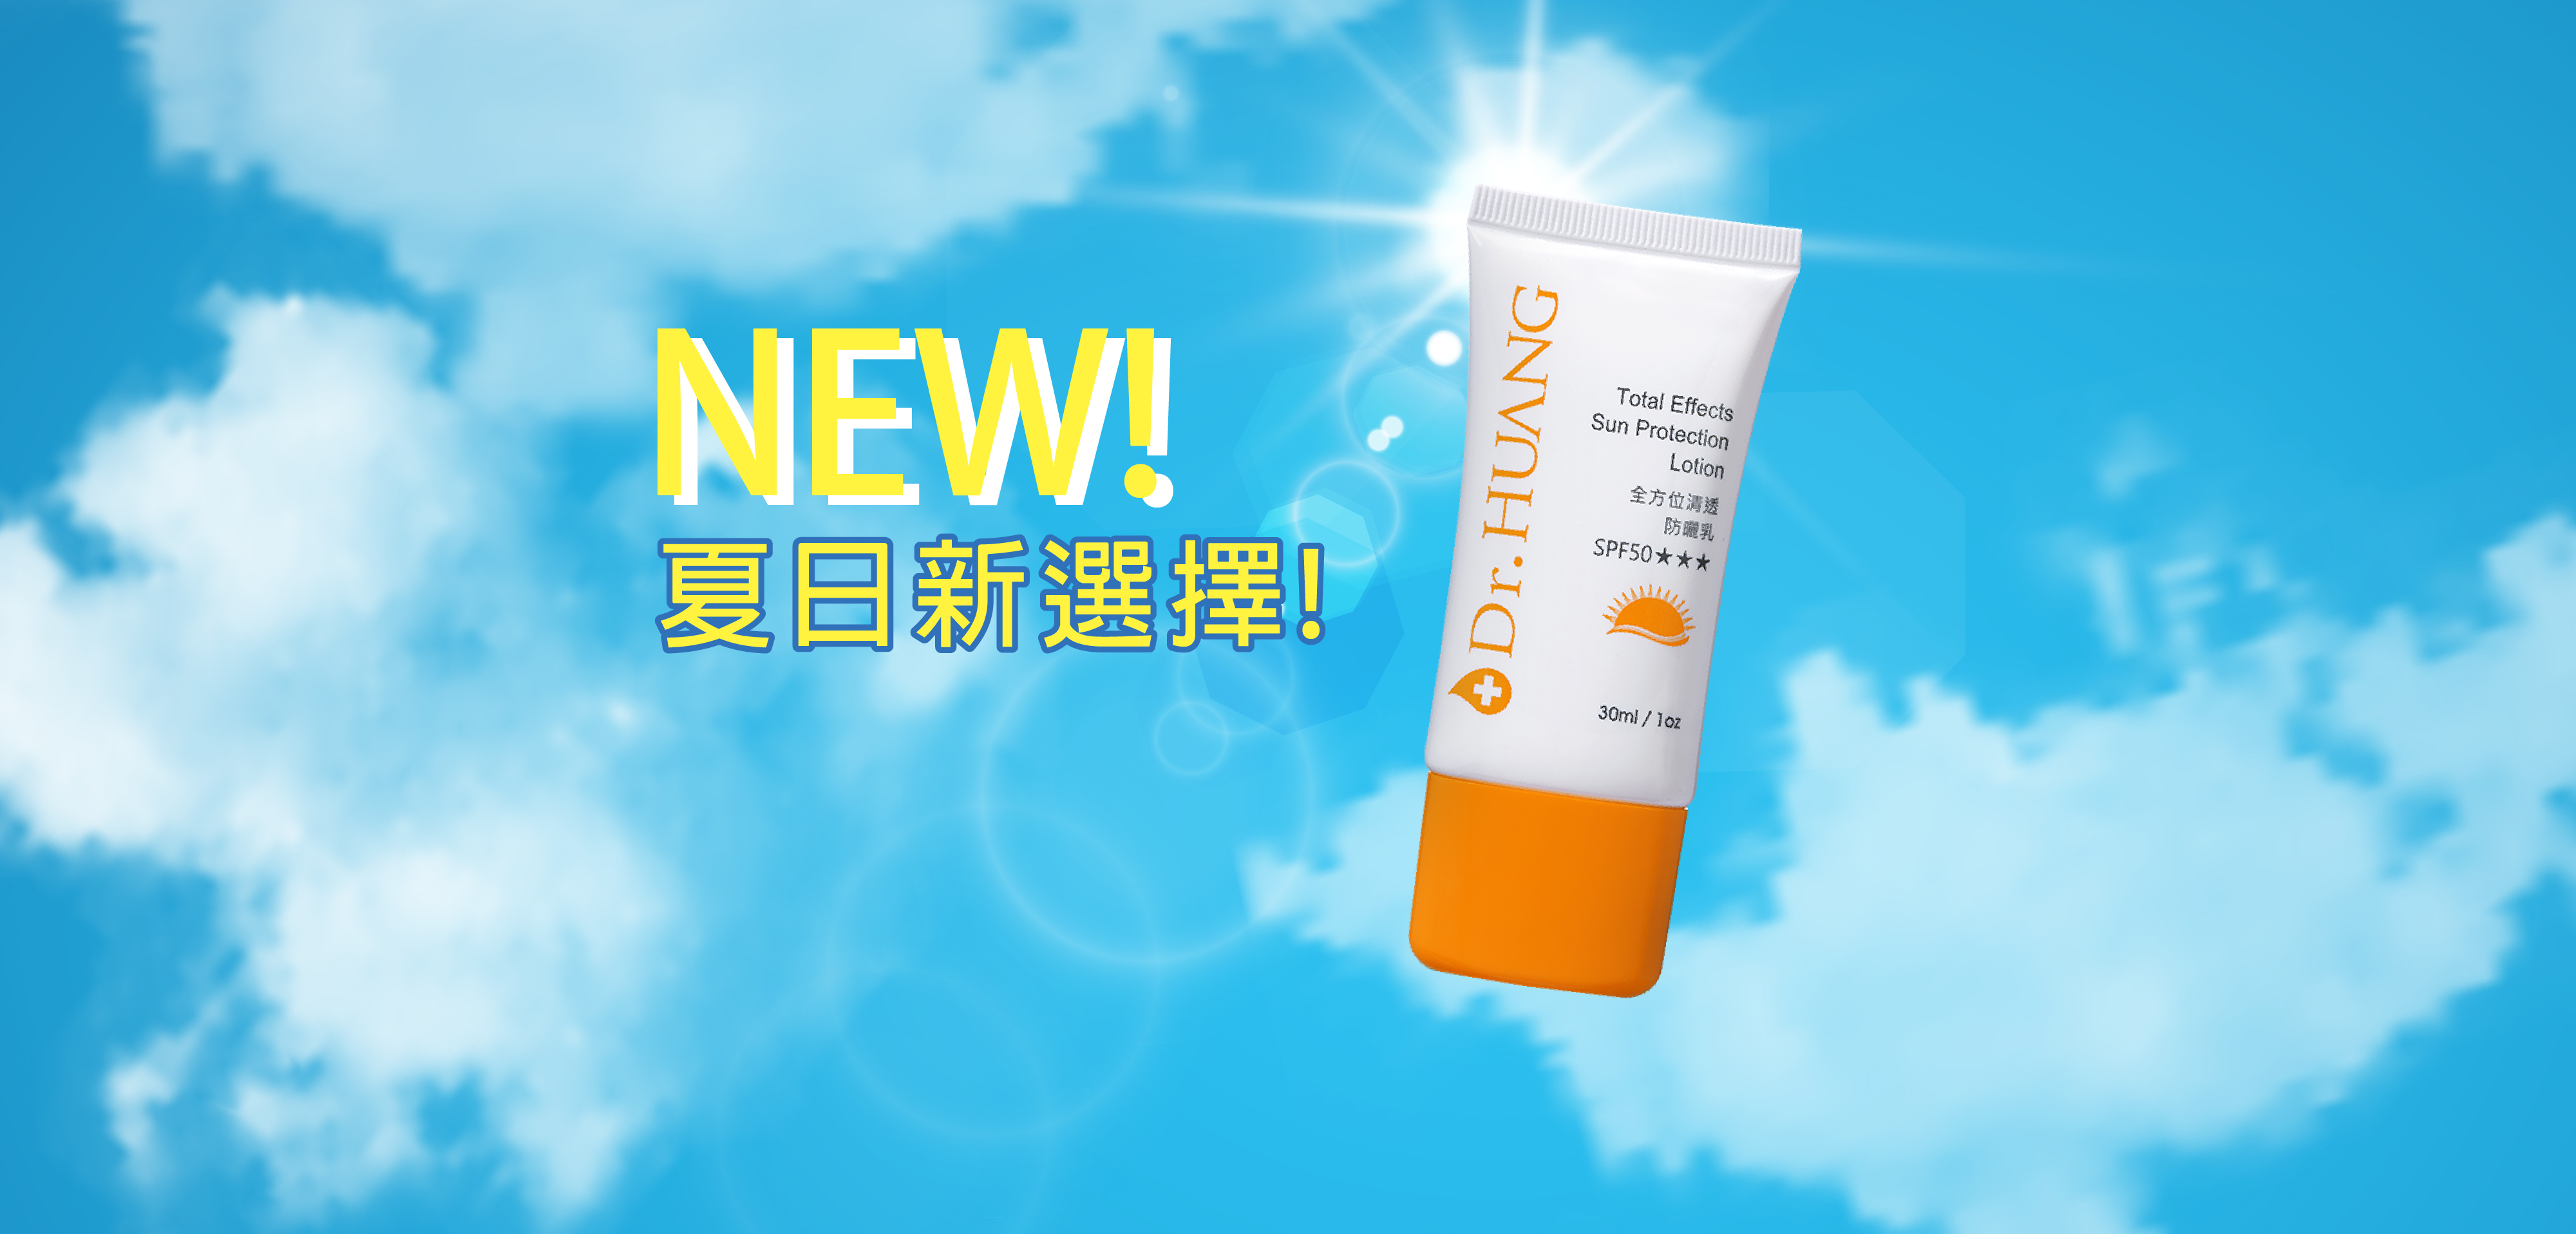 NEW!
夏日新選擇!
Dr.HUANG
Total Effects
Sun Protection
Lotion
全方位清透
防曬乳
SPF50★★★
30ml / 1oz